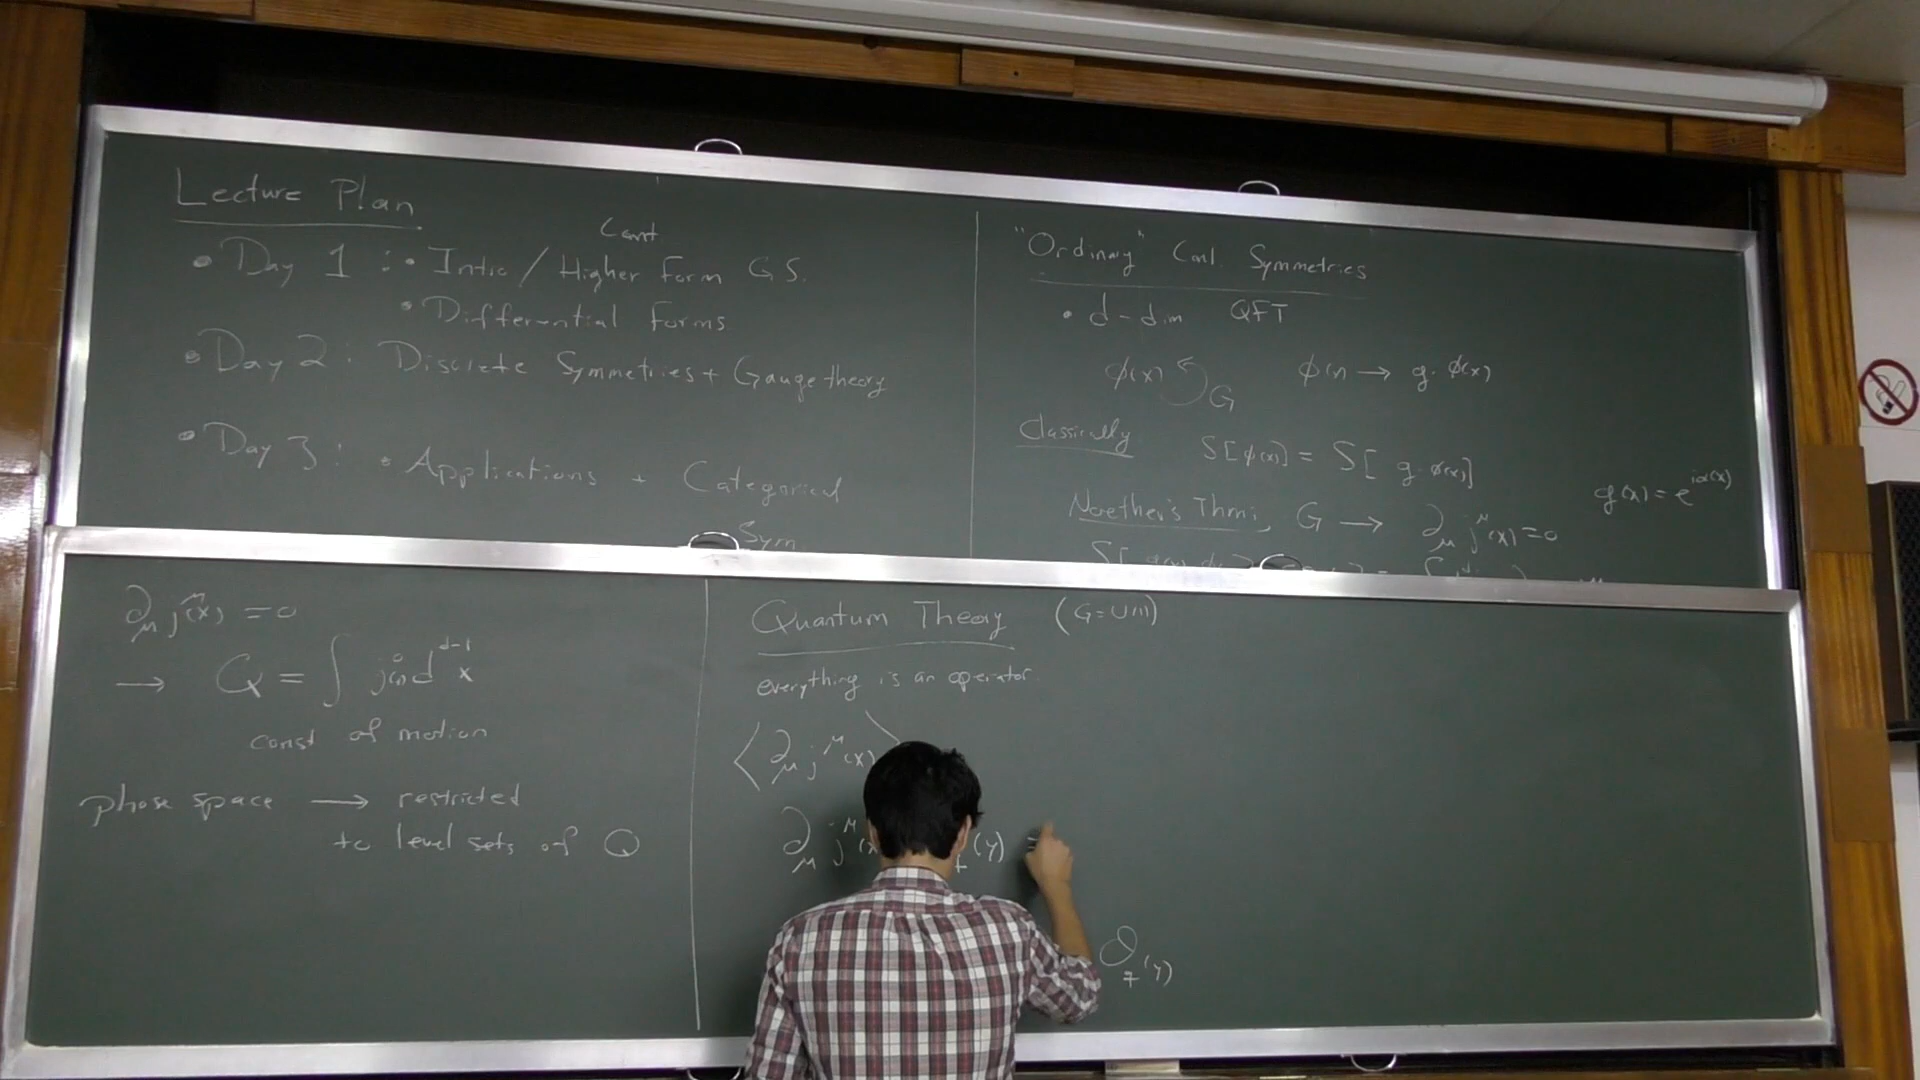 Lecture Plan
Cont
• Day 1 : • Intro / Higher Form G.S.
• Differential Forms
• Day 2 : Discrete Symmetries + Gauge theory
• Day 3 : • Applications + Categorical
Sym
"Ordinary" Cont. Symmetries
• d-dim QFT
ϕ(x) G ϕ(x) → g·ϕ(x)
Classically S[ϕ(x)] = S[g·ϕ(x)]
g(x) = e^{iα(x)}
Noether's Thm: G → ∂_μ j^μ(x) = 0
∂_μ j^μ(x) = 0
→ Q = ∫ j^0(x) d^{d-1}x
const of motion
phase space → restricted
to level sets of Q
Quantum Theory (G=U(1))
everything is an operator
⟨∂_μ j^μ(x)⟩
∂_μ j^μ(x (y) =
O_q(y)